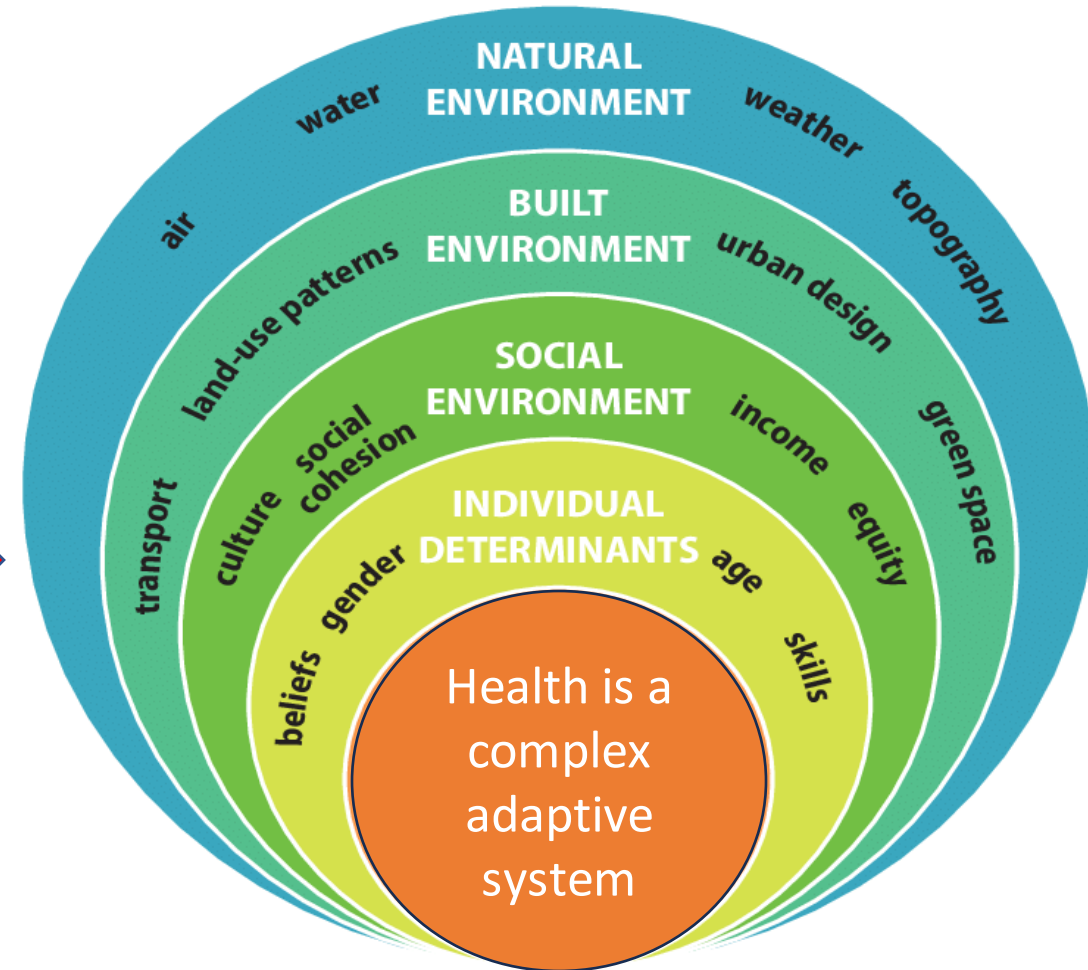 NATURAL
ENVIRONMENT
water
weather
air
topography
BUILT
ENVIRONMENT
land-use patterns
urban design
transport
green space
SOCIAL
ENVIRONMENT
social
cohesion
culture
income
equity
INDIVIDUAL
DETERMINANTS
gender
beliefs
age
skills
Health is a
complex
adaptive
system